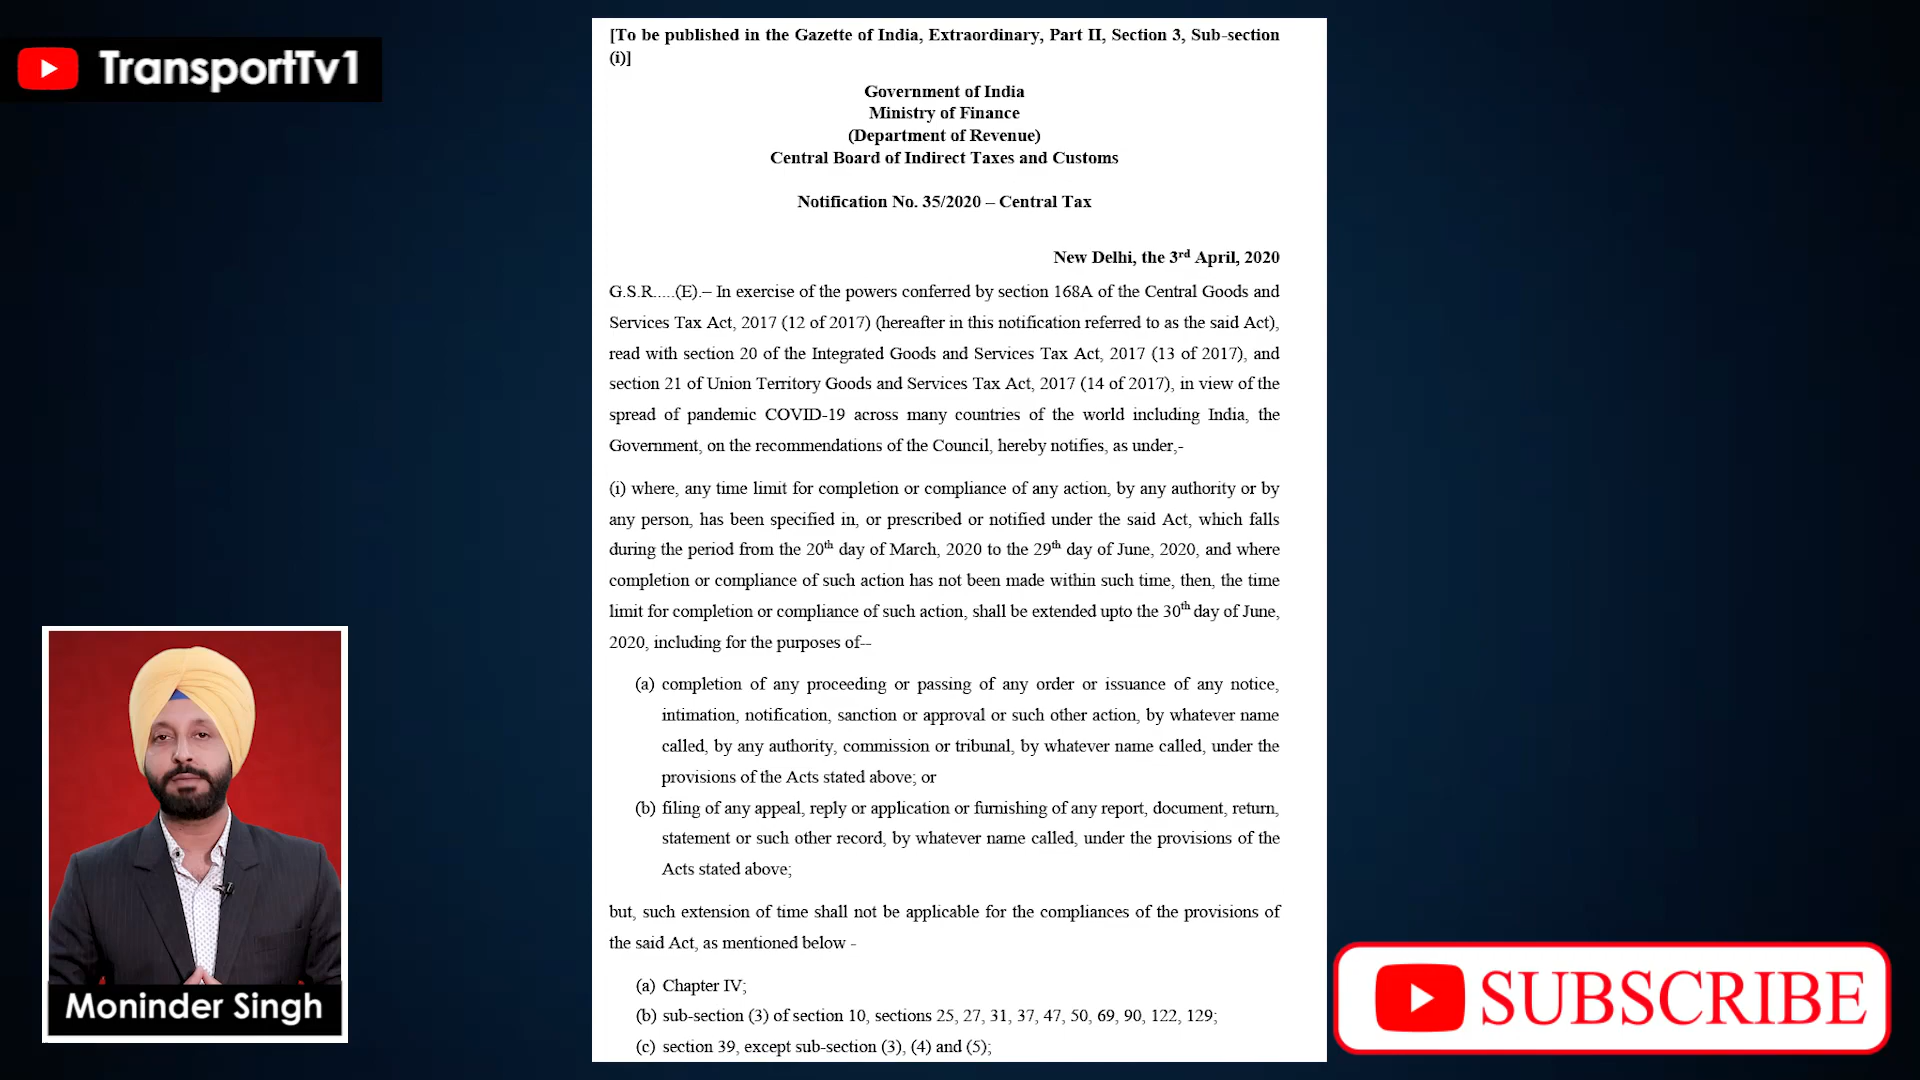 TransportTv1
[To be published in the Gazette of India, Extraordinary, Part II, Section 3, Sub-section
(i)]
Government of India
Ministry of Finance
(Department of Revenue)
Central Board of Indirect Taxes and Customs
Notification No. 35/2020 – Central Tax
New Delhi, the 3rd April, 2020
G.S.R.....(E).– In exercise of the powers conferred by section 168A of the Central Goods and
Services Tax Act, 2017 (12 of 2017) (hereafter in this notification referred to as the said Act),
read with section 20 of the Integrated Goods and Services Tax Act, 2017 (13 of 2017), and
section 21 of Union Territory Goods and Services Tax Act, 2017 (14 of 2017), in view of the
spread of pandemic COVID-19 across many countries of the world including India, the
Government, on the recommendations of the Council, hereby notifies, as under,-
(i) where, any time limit for completion or compliance of any action, by any authority or by
any person, has been specified in, or prescribed or notified under the said Act, which falls
during the period from the 20th day of March, 2020 to the 29th day of June, 2020, and where
completion or compliance of such action has not been made within such time, then, the time
limit for completion or compliance of such action, shall be extended upto the 30th day of June,
2020, including for the purposes of--
(a) completion of any proceeding or passing of any order or issuance of any notice,
intimation, notification, sanction or approval or such other action, by whatever name
called, by any authority, commission or tribunal, by whatever name called, under the
provisions of the Acts stated above; or
(b) filing of any appeal, reply or application or furnishing of any report, document, return,
statement or such other record, by whatever name called, under the provisions of the
Acts stated above;
but, such extension of time shall not be applicable for the compliances of the provisions of
the said Act, as mentioned below -
(a) Chapter IV;
(b) sub-section (3) of section 10, sections 25, 27, 31, 37, 47, 50, 69, 90, 122, 129;
(c) section 39, except sub-section (3), (4) and (5);
Moninder Singh
SUBSCRIBE